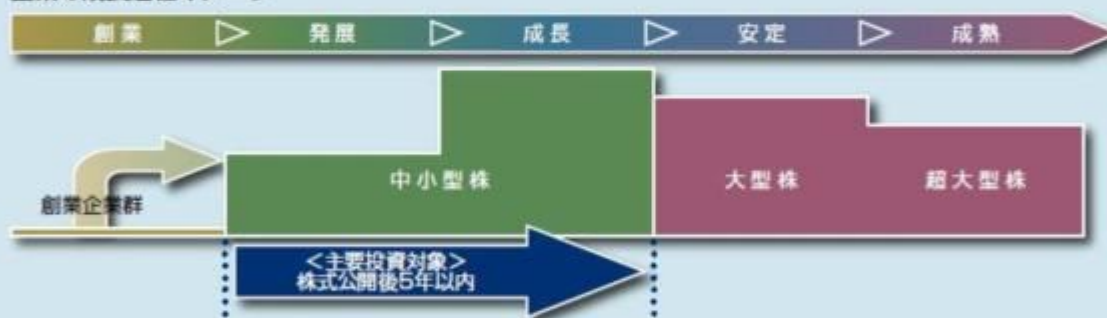 創業 ▷ 発展 ▷ 成長 ▷ 安定 ▷ 成熟
中小型株
大型株
超大型株
創業企業群
＜主要投資対象＞
株式公開後5年以内